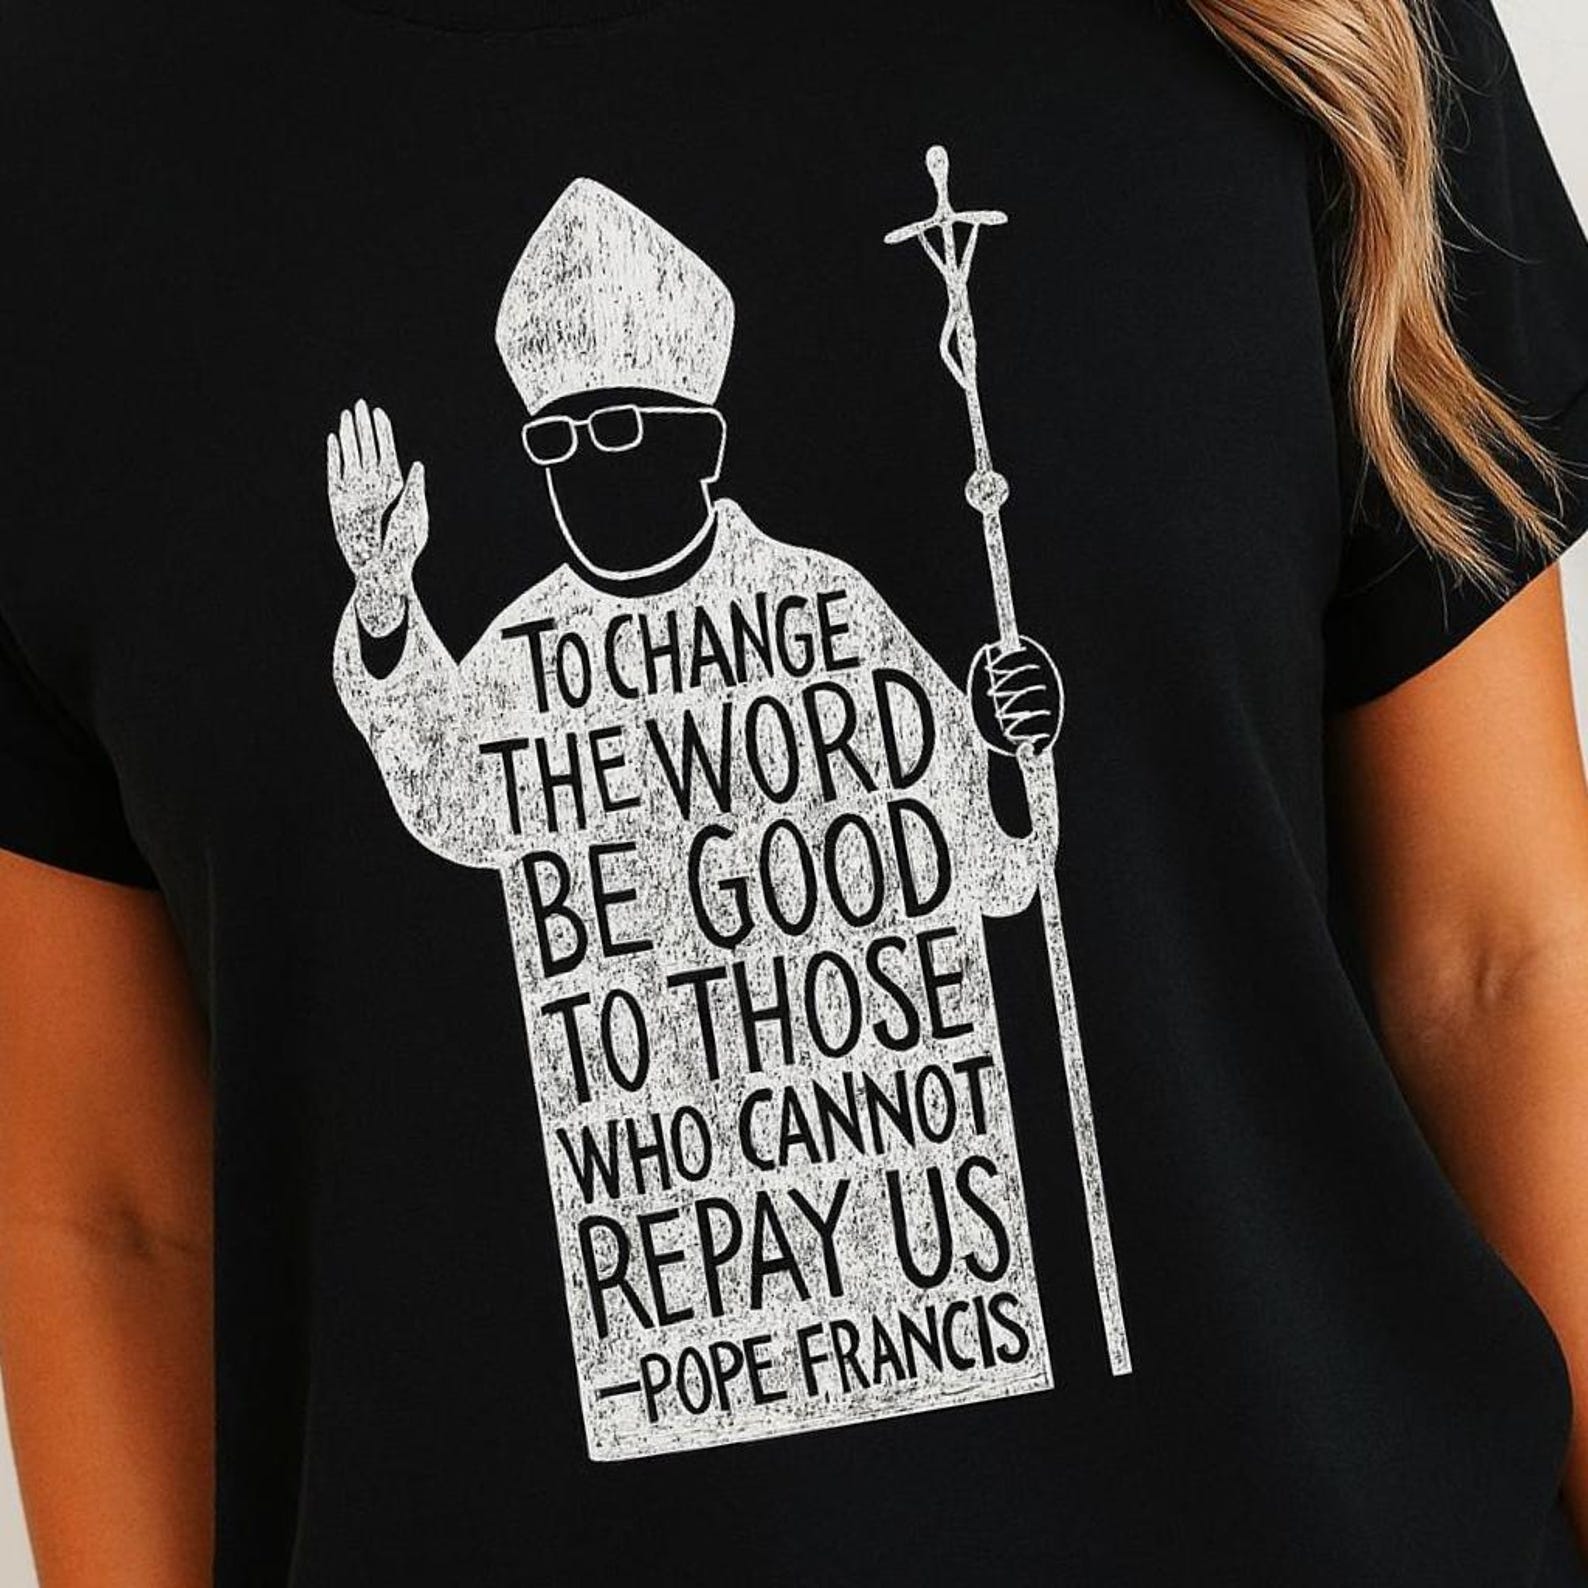 TO CHANGE
THE WORD
BE GOOD
TO THOSE
WHO CANNOT
REPAY US
—POPE FRANCIS